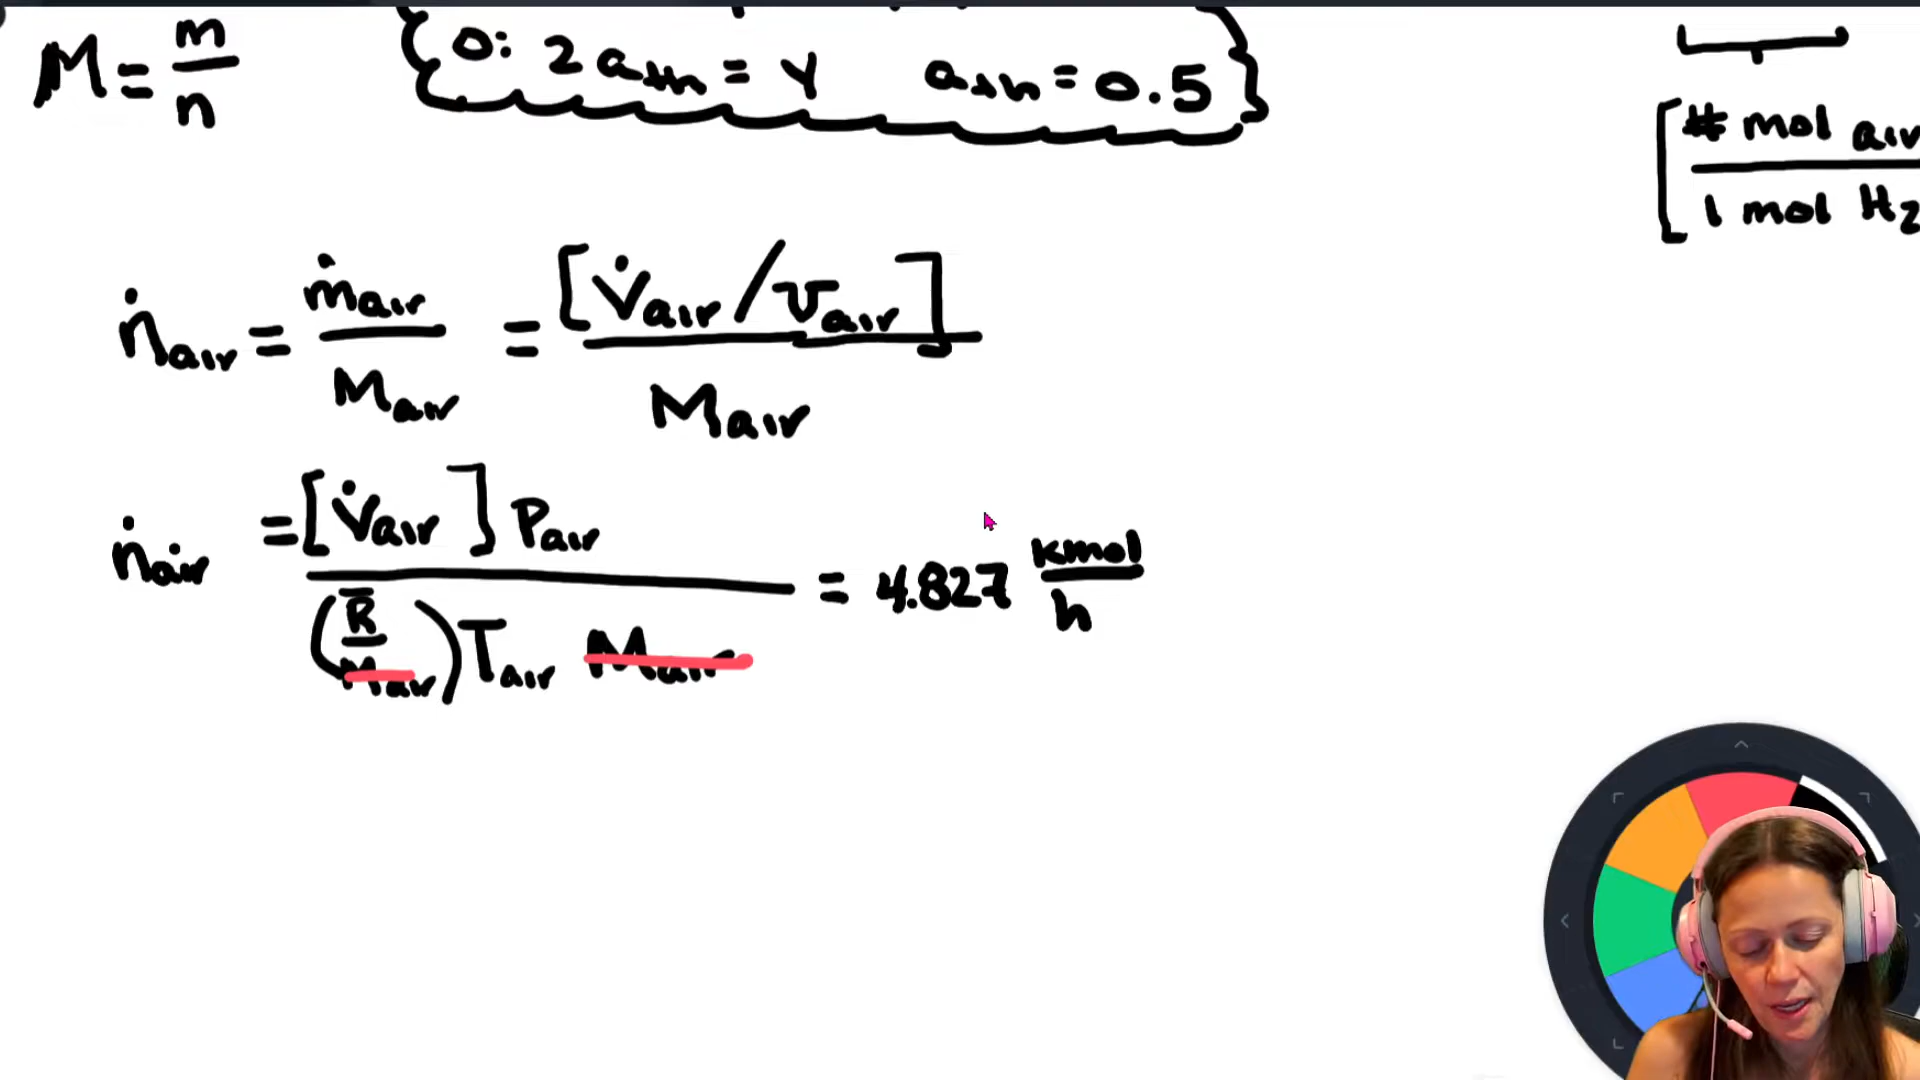 M = m/n
O: 2a_th = Y a_th = 0.5
[# mol air / 1 mol H2
ṅ_air = ṁ_air / M_air = [V̇_air / v_air] / M_air
ṅ_air = [V̇_air] P_air / (R̄/M_air) T_air M_air = 4.827 kmol/h